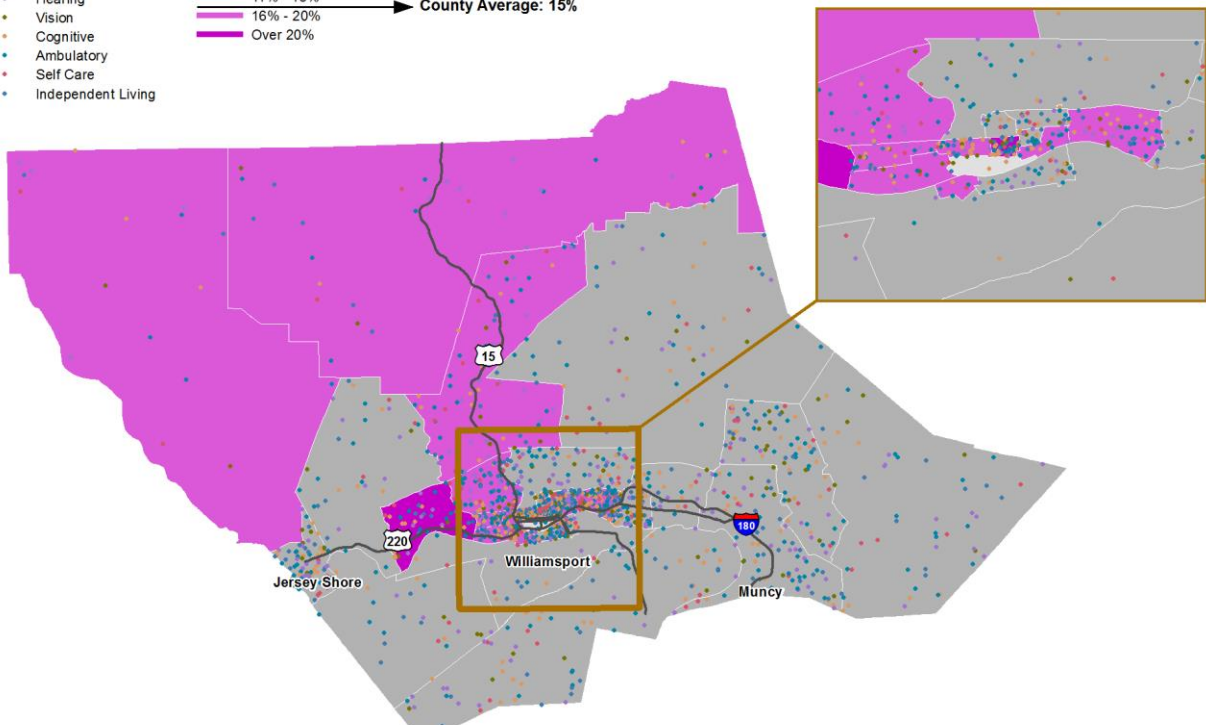 Hearing
Vision
Cognitive
Ambulatory
Self Care
Independent Living
County Average: 15%
16% - 20%
Over 20%
15
220
180
Jersey Shore
Williamsport
Muncy